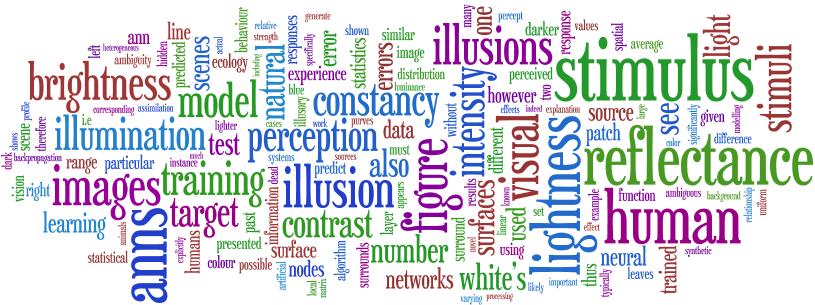 many
one
percept
darker
response
values
spatial
light
stimuli
average
relative
strength
generate
responses
specifically
shown
similar
error
image
illusions
stimulus
behaviour
actual
scenes
ecology
natural
including
line
hidden
predicted
ann
heterogeneous
left
ambiguity
experience
statistics
errors
distribution
luminance
perceived
brightness
model
blue
illusory
constancy
intensity
however
two
effects
indeed
explanation
source
large
see
significantly
given
modelling
profile
corresponding
assimilation
i.e
shows
scene
therefore
illumination
lighter
test
cases
work
purves
perception
data
without
visual
different
patch
color
difference
dark
backpropagation
range
particular
instance
much
systems
sources
predict
must
also
reflectance
vision
right
images
training
dead
illusion
appears
figure
results
known
lightness
example
function
ambiguous
background
relationship
uniform
human
learning
anns
target
past
information
contrast
layer
surround
novel
surfaces
linear
used
set
effect
statistical
animals
explicitly
humans
presented
colour
possible
surface
artificial
nodes
local
matrix
algorithm
surrounds
number
networks
using
white's
likely
varying
processing
important
thus
typically
neural
leaves
trained
synthetic